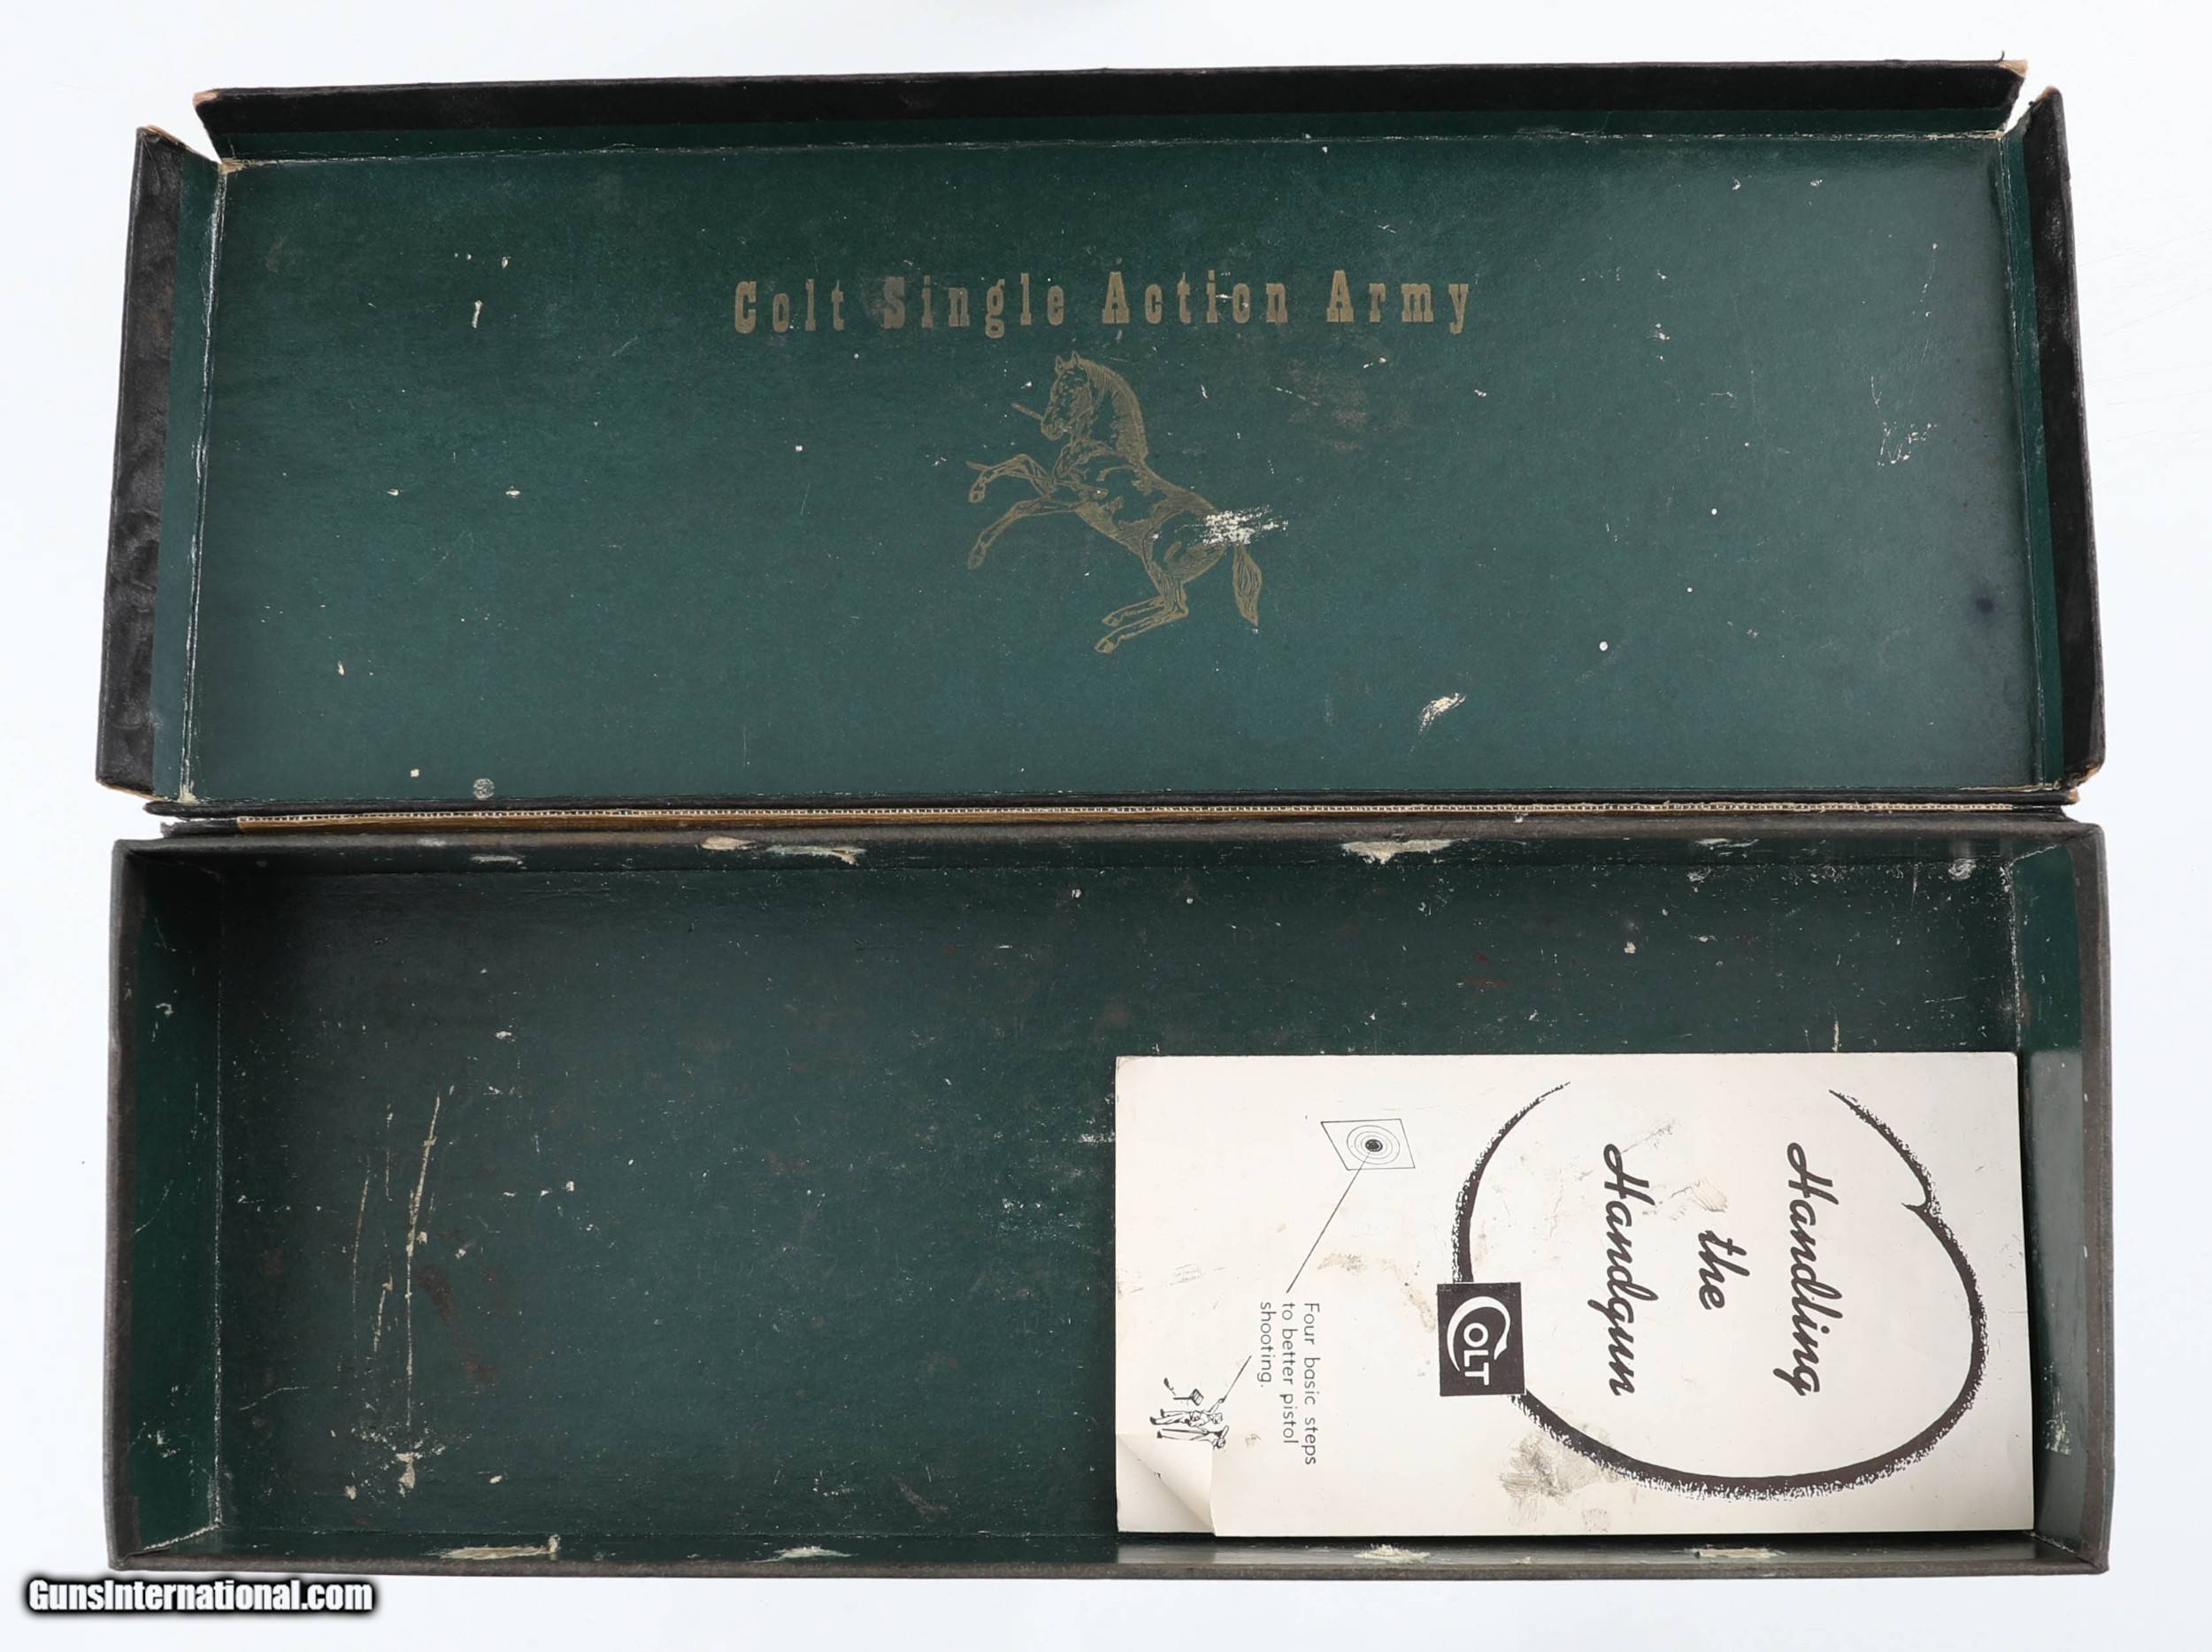 Colt Single Action Army
Handling
the
Handgun
COLT
Four basic steps
to better pistol
shooting.
GunsInternational.com